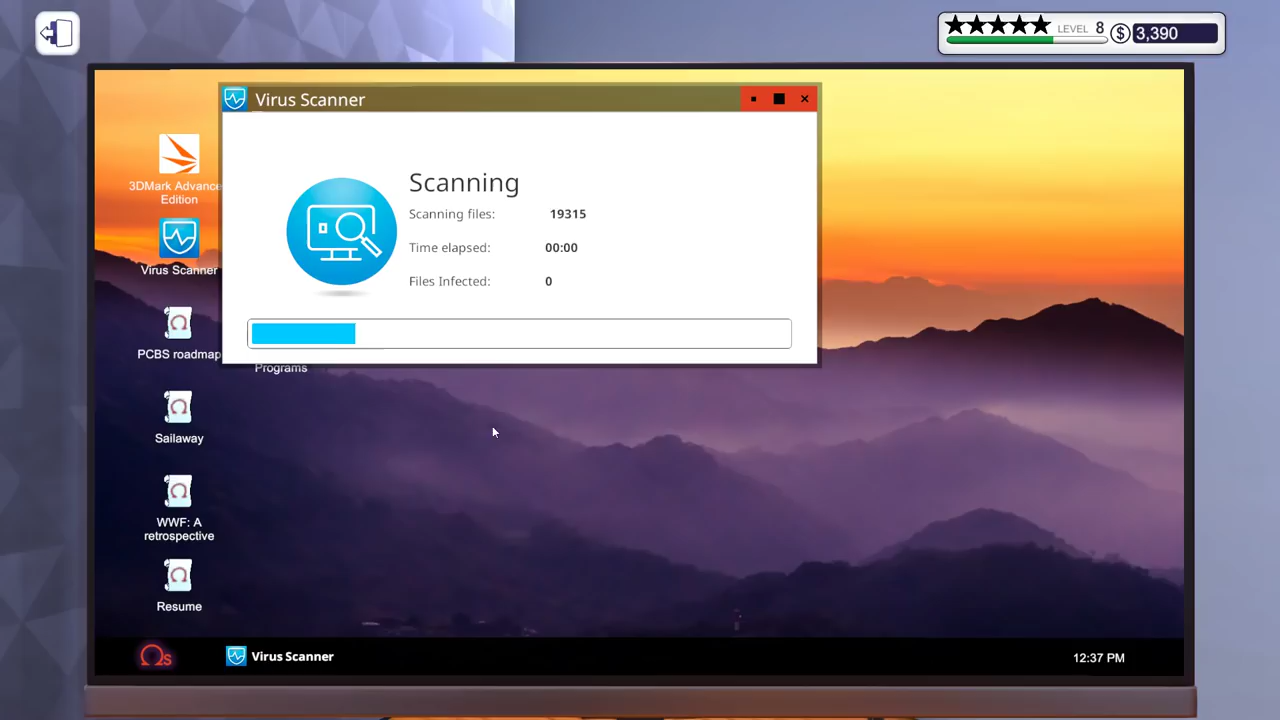 LEVEL 8
$ 3,390
Virus Scanner
Scanning
Scanning files: 19315
Time elapsed: 00:00
Files Infected: 0
3DMark Advance
Edition
Virus Scanner
PCBS roadmap
Programs
Sailaway
WWF: A
retrospective
Resume
Ωs
Virus Scanner
12:37 PM